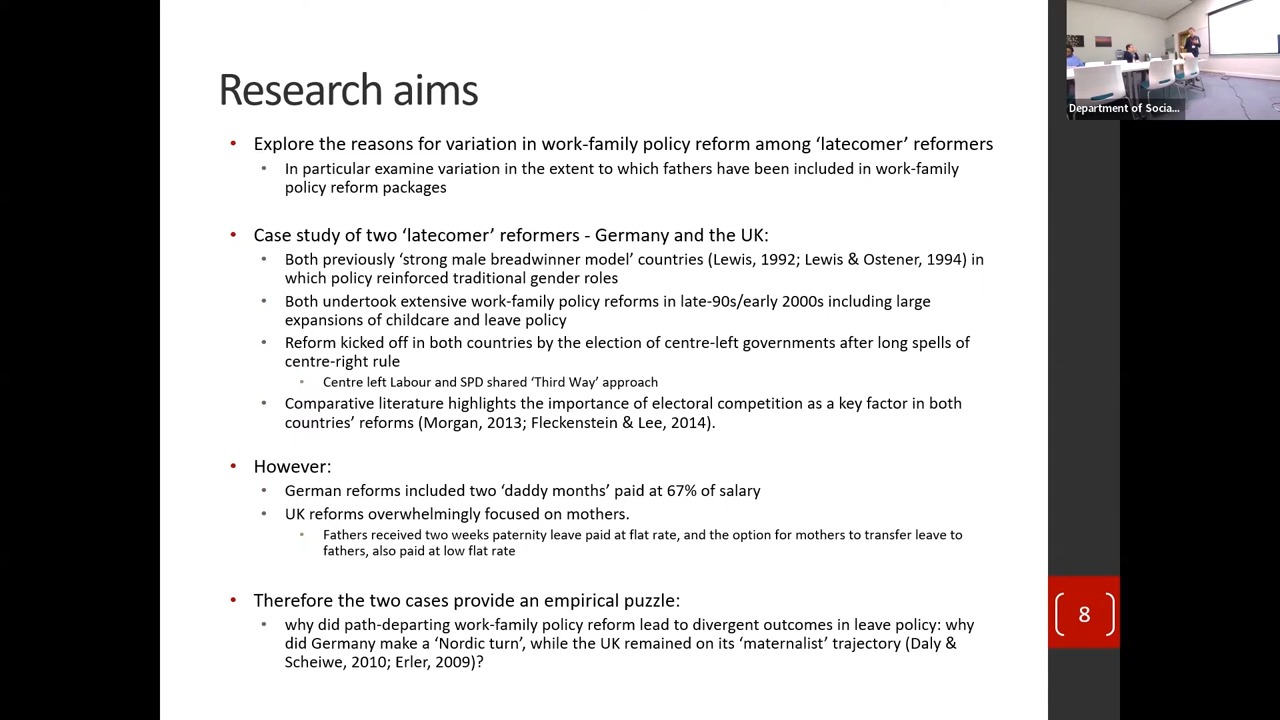 Research aims
Department of Socia...
• Explore the reasons for variation in work-family policy reform among ‘latecomer’ reformers
• In particular examine variation in the extent to which fathers have been included in work-family
policy reform packages
• Case study of two ‘latecomer’ reformers - Germany and the UK:
• Both previously ‘strong male breadwinner model’ countries (Lewis, 1992; Lewis & Ostener, 1994) in
which policy reinforced traditional gender roles
• Both undertook extensive work-family policy reforms in late-90s/early 2000s including large
expansions of childcare and leave policy
• Reform kicked off in both countries by the election of centre-left governments after long spells of
centre-right rule
• Centre left Labour and SPD shared ‘Third Way’ approach
• Comparative literature highlights the importance of electoral competition as a key factor in both
countries’ reforms (Morgan, 2013; Fleckenstein & Lee, 2014).
• However:
• German reforms included two ‘daddy months’ paid at 67% of salary
• UK reforms overwhelmingly focused on mothers.
• Fathers received two weeks paternity leave paid at flat rate, and the option for mothers to transfer leave to
fathers, also paid at low flat rate
• Therefore the two cases provide an empirical puzzle:
• why did path-departing work-family policy reform lead to divergent outcomes in leave policy: why
did Germany make a ‘Nordic turn’, while the UK remained on its ‘maternalist’ trajectory (Daly &
Scheiwe, 2010; Erler, 2009)?
8